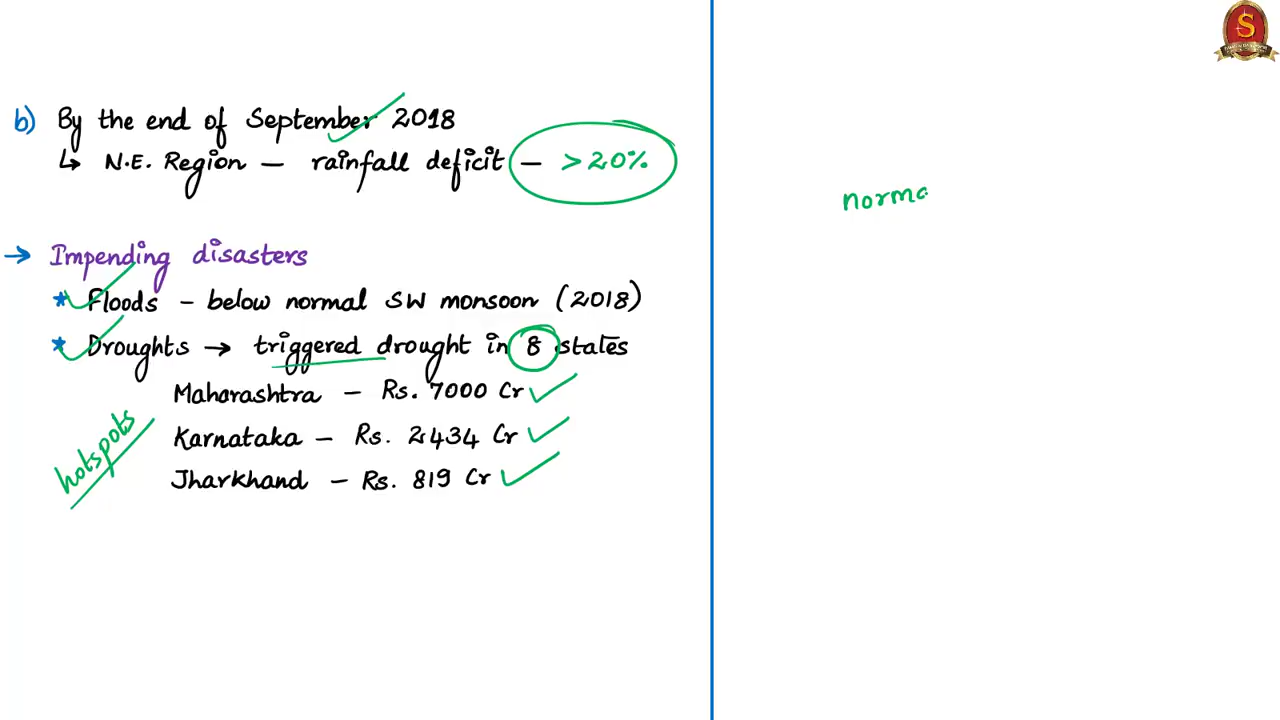 b) By the end of September 2018
↳ N.E. Region – rainfall deficit – >20%
→ Impending disasters
* Floods – below normal SW monsoon (2018)
* Droughts → triggered drought in 8 states
Maharashtra – Rs. 7000 Cr
Karnataka – Rs. 2434 Cr
Jharkhand – Rs. 819 Cr
hotspots
norma
S